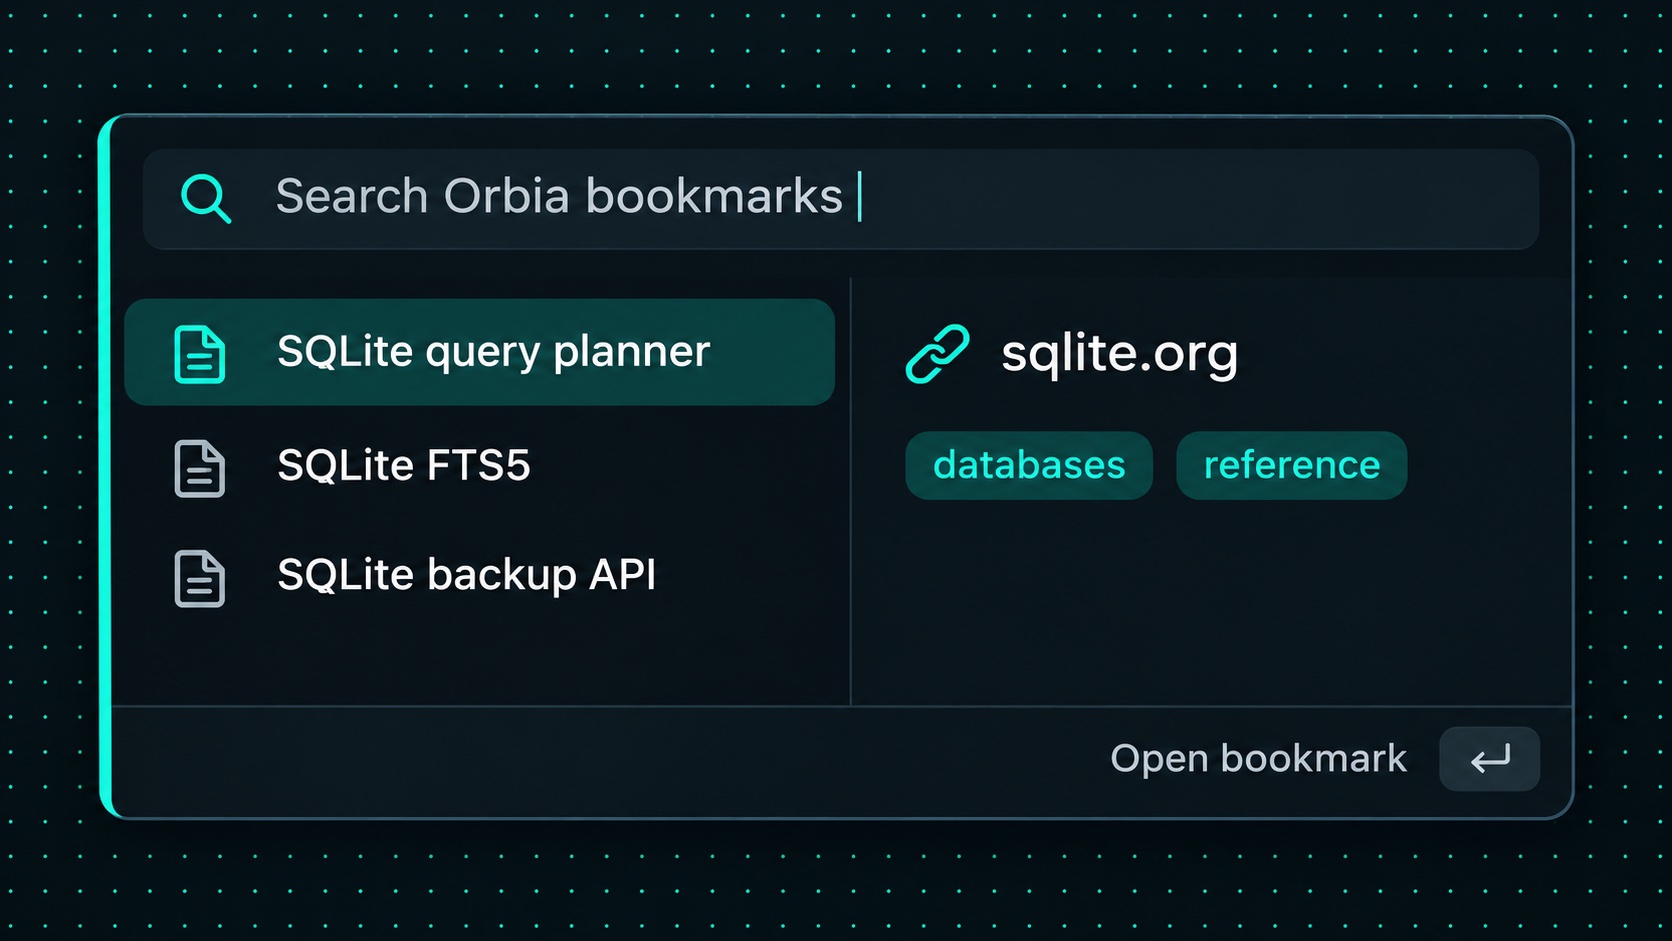 Search Orbia bookmarks
SQLite query planner
SQLite FTS5
SQLite backup API
sqlite.org
databases
reference
Open bookmark